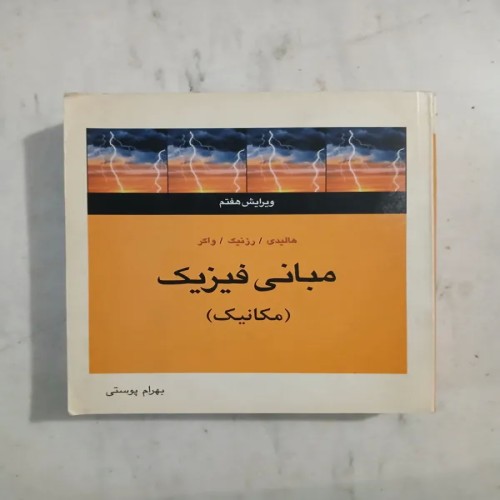 ویرایش هفتم
هالیدی / رزنیک / واکر
مبانی فیزیک
(مکانیک)
بهرام پوستی